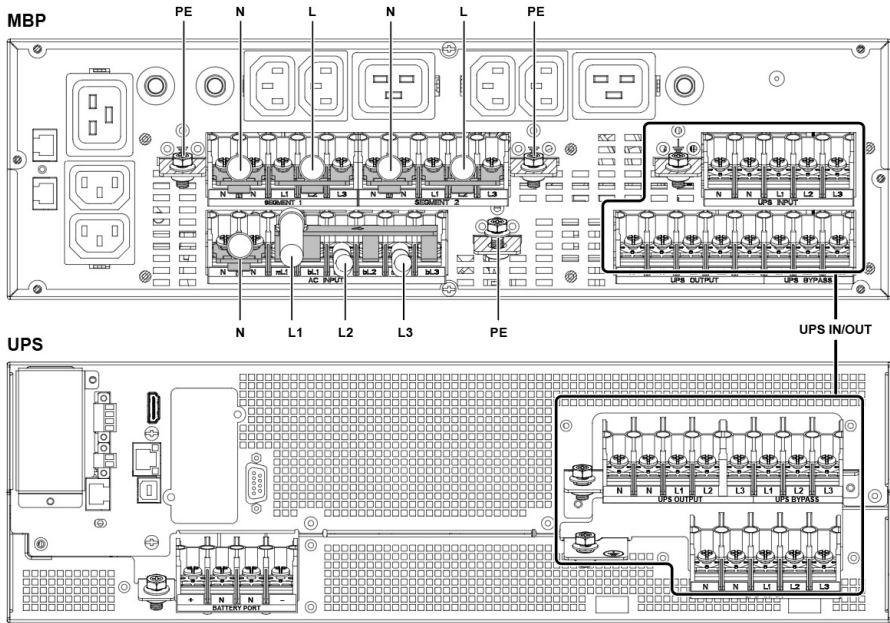 MBP
PE N L N L PE
N N L1 L2 L3 N N L1 L2 L3
SEGMENT 1 SEGMENT 2
N N L1 L2 L3
UPS INPUT
N N mL1 bL1 bL2 bL3
AC INPUT
UPS OUTPUT UPS BYPASS
N L1 L2 L3 PE
UPS IN/OUT
UPS
N N L1 L2 L3 L1 L2 L3
UPS OUTPUT UPS BYPASS
N N L1 L2 L3
+ N N -
BATTERY PORT